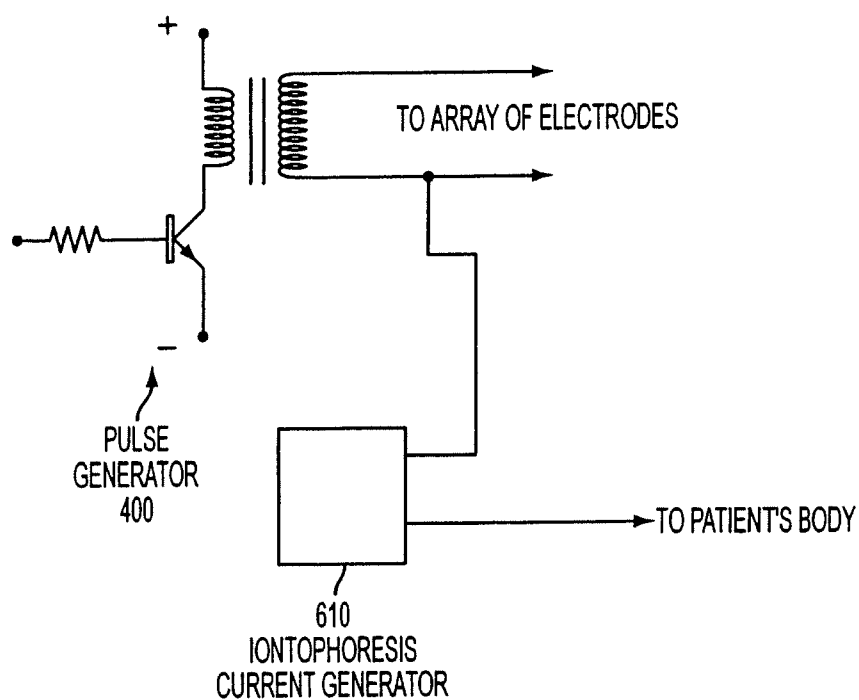 +
TO ARRAY OF ELECTRODES
−
PULSE
GENERATOR
400
TO PATIENT'S BODY
610
IONTOPHORESIS
CURRENT GENERATOR